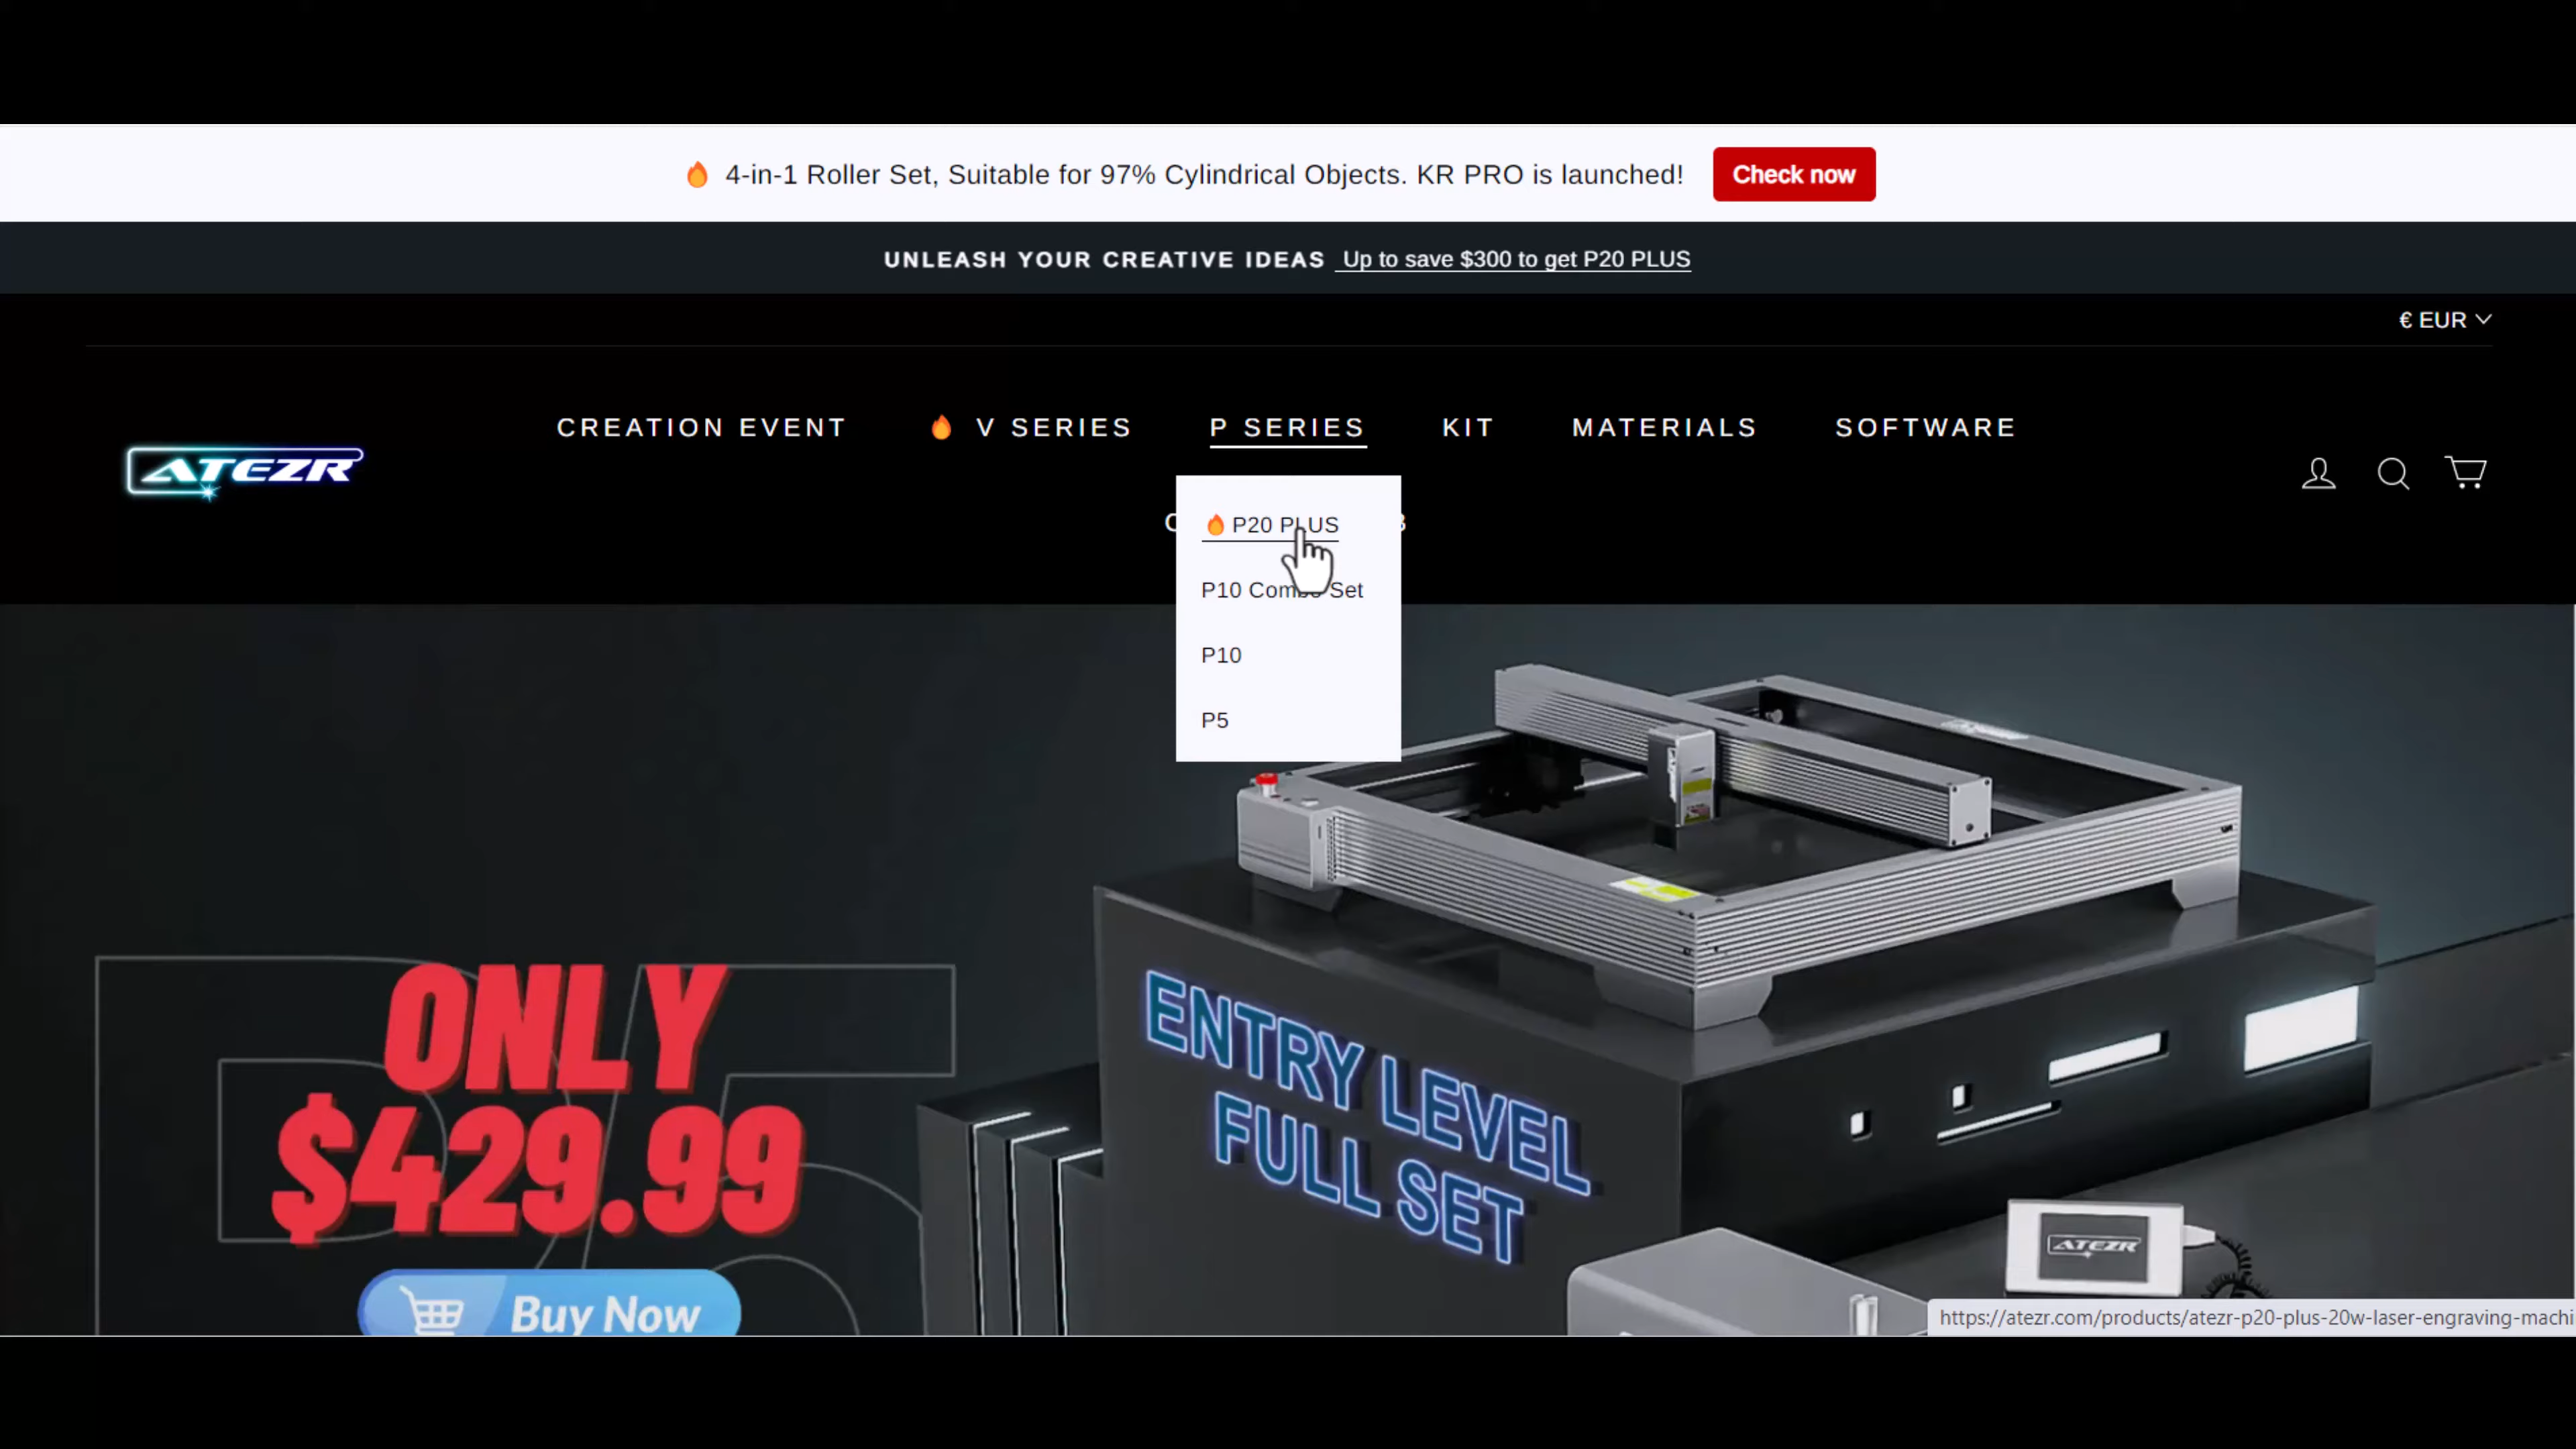 🔥 4-in-1 Roller Set, Suitable for 97% Cylindrical Objects. KR PRO is launched! Check now
UNLEASH YOUR CREATIVE IDEAS Up to save $300 to get P20 PLUS
€ EUR
CREATION EVENT 🔥 V SERIES P SERIES KIT MATERIALS SOFTWARE
ATEZR
🔥 P20 PLUS
P10 Combo Set
P10
P5
ONLY
$429.99
Buy Now
ENTRY LEVEL
FULL SET
ATEZR
https://atezr.com/products/atezr-p20-plus-20w-laser-engraving-machi